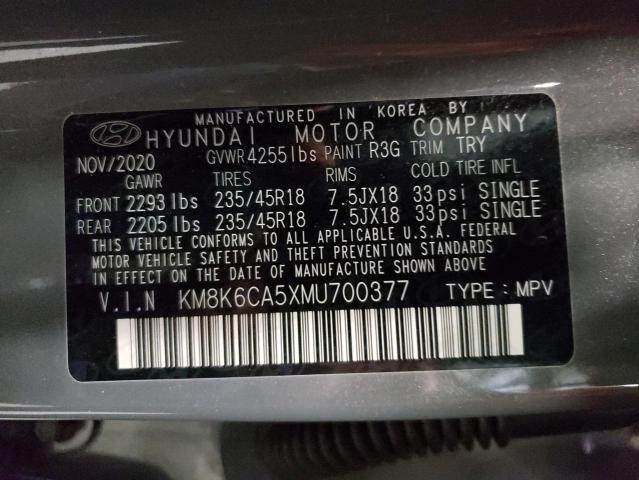 MANUFACTURED IN KOREA BY
HYUNDAI MOTOR COMPANY
NOV/2020 GVWR 4255lbs PAINT R3G TRIM TRY
GAWR TIRES RIMS COLD TIRE INFL
FRONT 2293 lbs 235/45R18 7.5JX18 33psi SINGLE
REAR 2205 lbs 235/45R18 7.5JX18 33psi SINGLE
THIS VEHICLE CONFORMS TO ALL APPLICABLE U.S.A. FEDERAL
MOTOR VEHICLE SAFETY AND THEFT PREVENTION STANDARDS
IN EFFECT ON THE DATE OF MANUFACTURE SHOWN ABOVE.
V.I.N KM8K6CA5XMU700377 TYPE : MPV